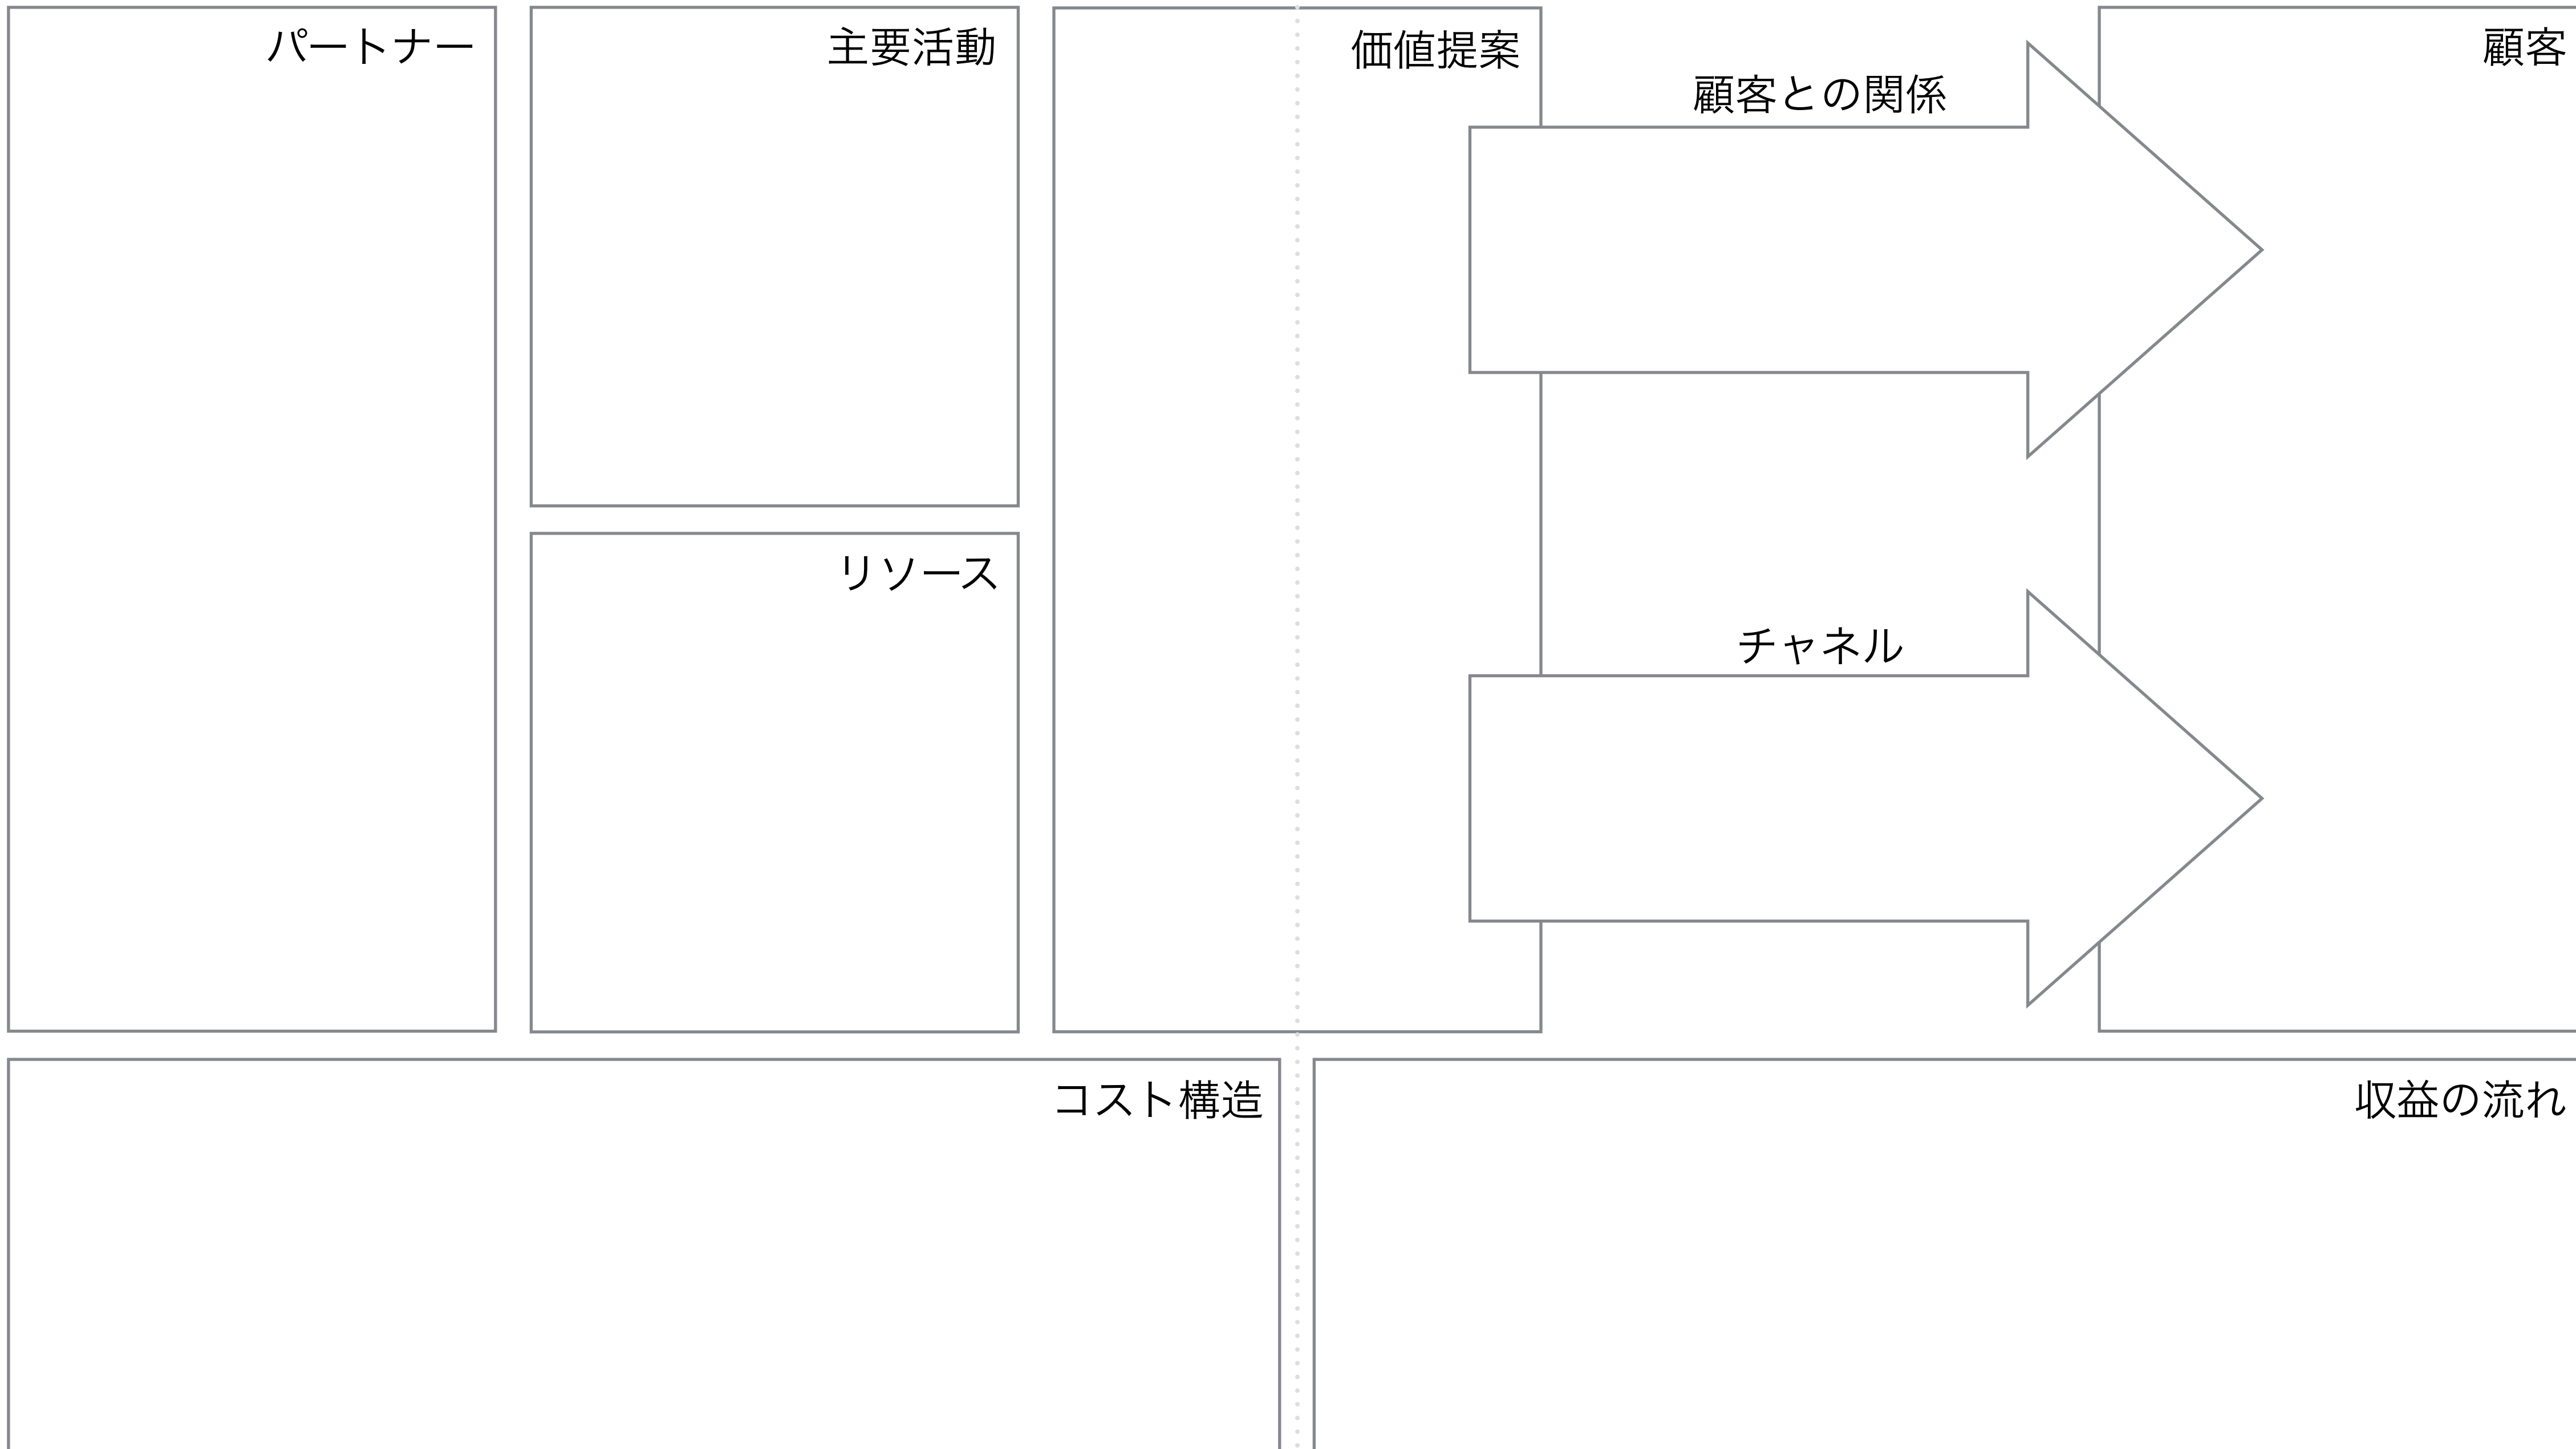 パートナー
主要活動
価値提案
顧客との関係
顧客
リソース
チャネル
コスト構造
収益の流れ